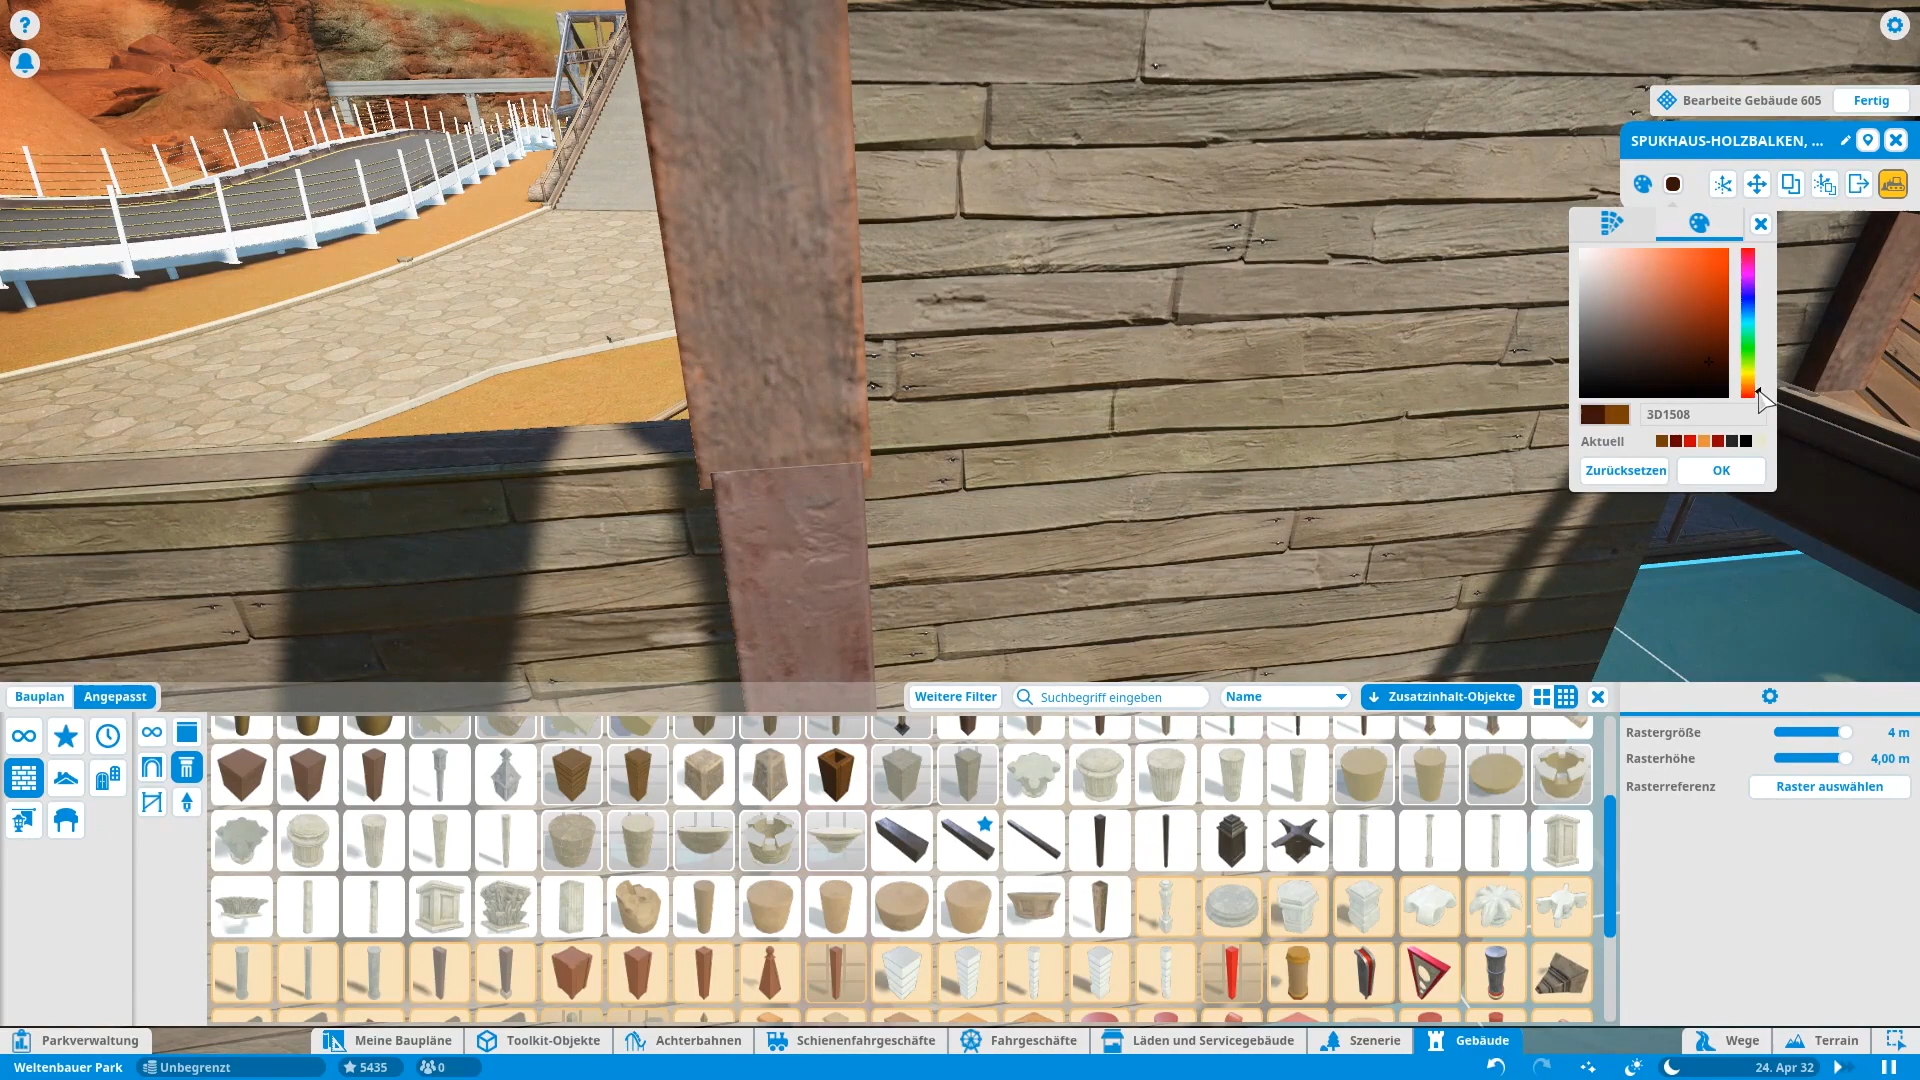 ?
Bearbeite Gebäude 605
Fertig
SPUKHAUS-HOLZBALKEN, ...
3D1508
Aktuell
Zurücksetzen
OK
Bauplan
Angepasst
Weitere Filter
Suchbegriff eingeben
Name
Zusatzinhalt-Objekte
Rastergröße
4 m
Rasterhöhe
4,00 m
Rasterreferenz
Raster auswählen
Parkverwaltung
Meine Baupläne
Toolkit-Objekte
Achterbahnen
Schienenfahrgeschäfte
Fahrgeschäfte
Läden und Servicegebäude
Szenerie
Gebäude
Wege
Terrain
Weltenbauer Park
Unbegrenzt
5435
0
24. Apr 32